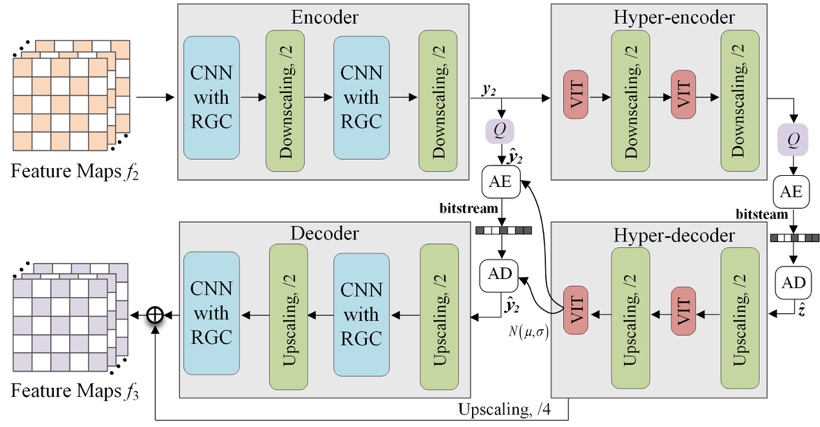 Encoder
Hyper-encoder
CNN
with
RGC
Downscaling, /2
CNN
with
RGC
Downscaling, /2
y₂
VIT
Downscaling, /2
VIT
Downscaling, /2
Feature Maps f₂
Q
ŷ₂
AE
bitstream
Q
AE
bitsteam
Decoder
Hyper-decoder
CNN
with
RGC
Upscaling, /2
CNN
with
RGC
Upscaling, /2
AD
ŷ₂
N(μ,σ)
VIT
Upscaling, /2
VIT
Upscaling, /2
AD
ẑ
Feature Maps f₃
Upscaling, /4